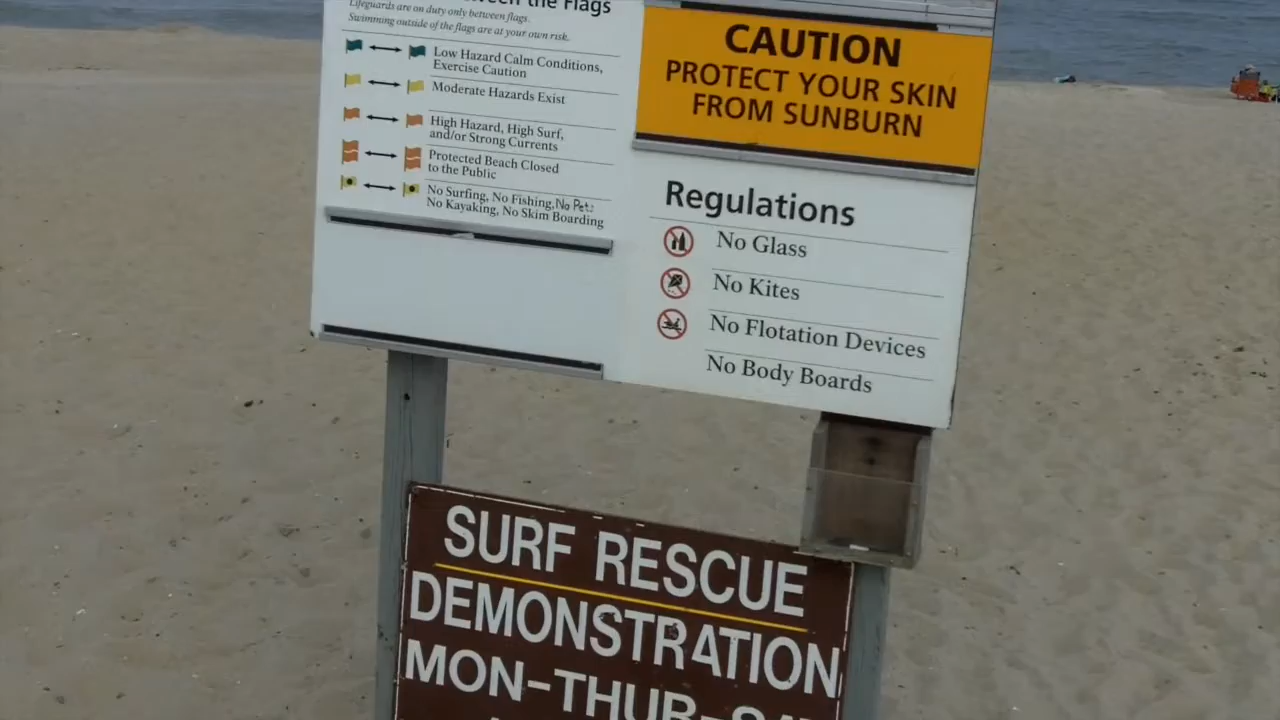 the Flags
Lifeguards are on duty only between flags.
Swimming outside of the flags are at your own risk.
Low Hazard Calm Conditions,
Exercise Caution
Moderate Hazards Exist
High Hazard, High Surf,
and/or Strong Currents
Protected Beach Closed
to the Public
No Surfing, No Fishing, No Pets
No Kayaking, No Skim Boarding
CAUTION
PROTECT YOUR SKIN
FROM SUNBURN
Regulations
No Glass
No Kites
No Flotation Devices
No Body Boards
SURF RESCUE
DEMONSTRATION
MON-THUR-